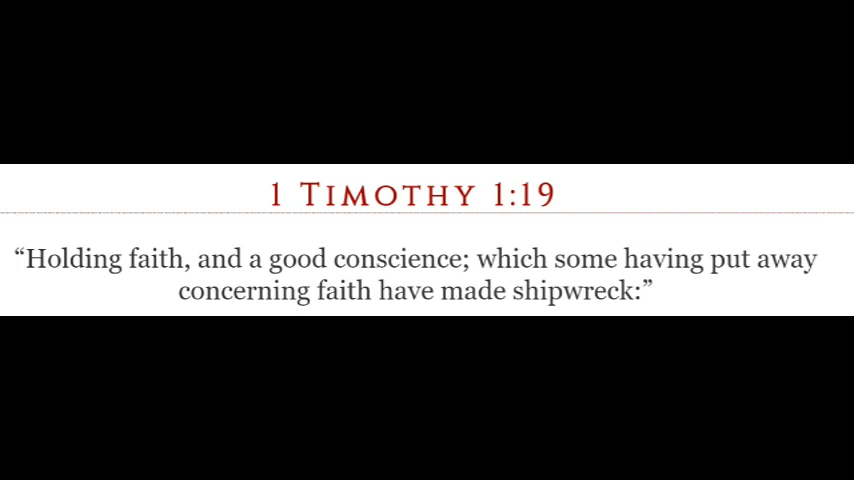 1 Timothy 1:19
“Holding faith, and a good conscience; which some having put away
concerning faith have made shipwreck:”